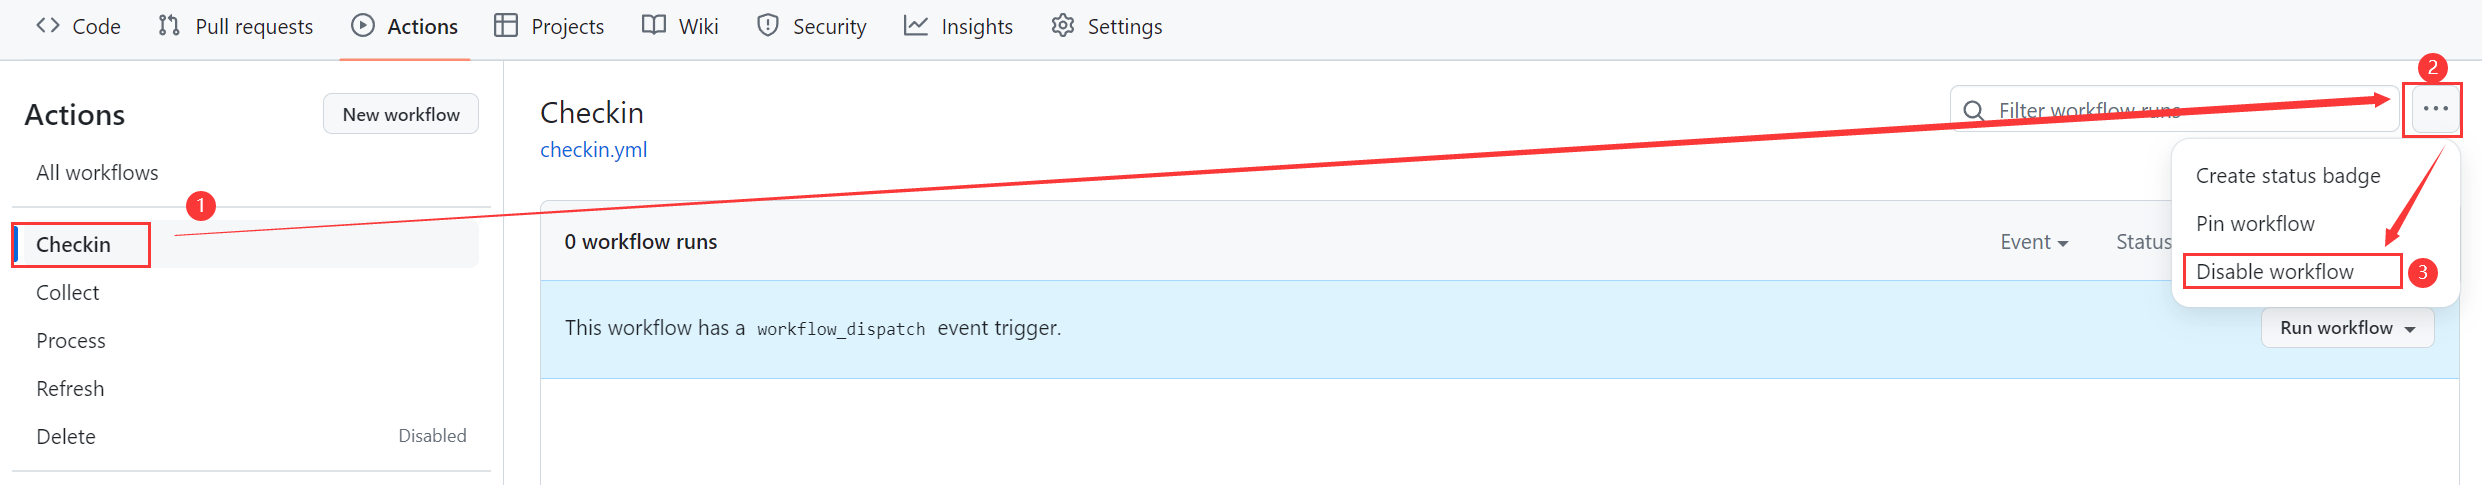 Code Pull requests Actions Projects Wiki Security Insights Settings
Actions
New workflow
All workflows
1
Checkin
Collect
Process
Refresh
Delete Disabled
Checkin
checkin.yml
Filter workflow runs
2
Create status badge
Pin workflow
Disable workflow
3
0 workflow runs
Event
Status
This workflow has a workflow_dispatch event trigger.
Run workflow